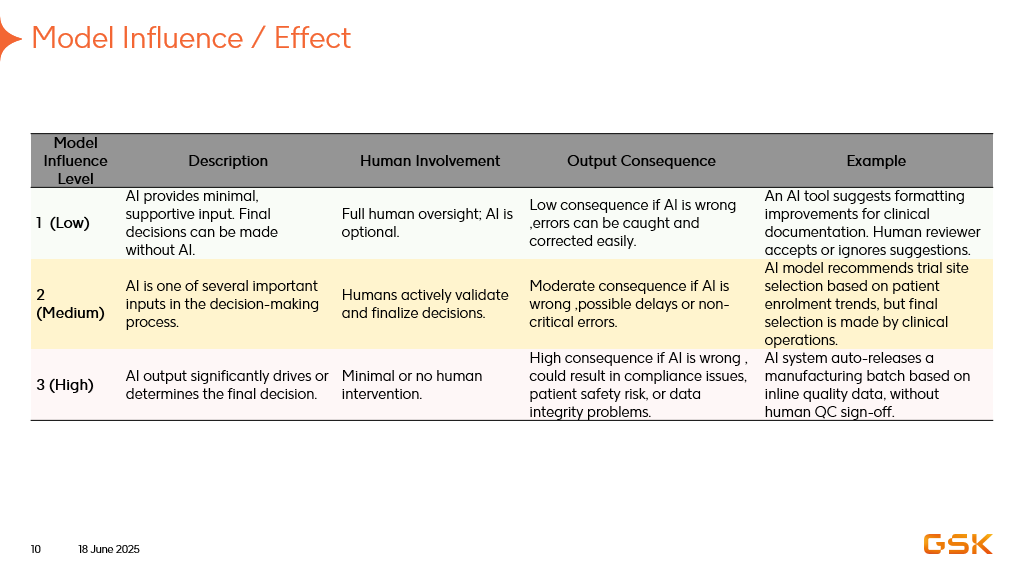 Model Influence / Effect
Model
Influence
Level
Description
Human Involvement
Output Consequence
Example
1 (Low)
AI provides minimal,
supportive input. Final
decisions can be made
without AI.
Full human oversight; AI is
optional.
Low consequence if AI is wrong
,errors can be caught and
corrected easily.
An AI tool suggests formatting
improvements for clinical
documentation. Human reviewer
accepts or ignores suggestions.
2
(Medium)
AI is one of several important
inputs in the decision-making
process.
Humans actively validate
and finalize decisions.
Moderate consequence if AI is
wrong ,possible delays or non-
critical errors.
AI model recommends trial site
selection based on patient
enrolment trends, but final
selection is made by clinical
operations.
3 (High)
AI output significantly drives or
determines the final decision.
Minimal or no human
intervention.
High consequence if AI is wrong ,
could result in compliance issues,
patient safety risk, or data
integrity problems.
AI system auto-releases a
manufacturing batch based on
inline quality data, without
human QC sign-off.
10
18 June 2025
GSK